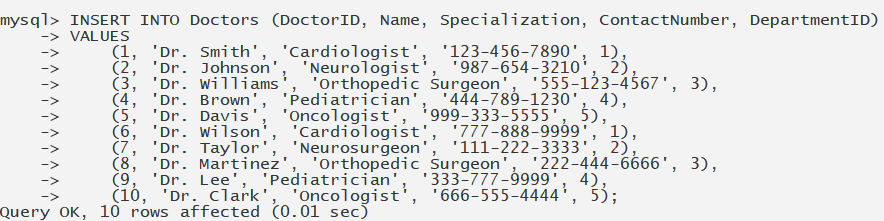 mysql> INSERT INTO Doctors (DoctorID, Name, Specialization, ContactNumber, DepartmentID)
    -> VALUES
    ->     (1, 'Dr. Smith', 'Cardiologist', '123-456-7890', 1),
    ->     (2, 'Dr. Johnson', 'Neurologist', '987-654-3210', 2),
    ->     (3, 'Dr. Williams', 'Orthopedic Surgeon', '555-123-4567', 3),
    ->     (4, 'Dr. Brown', 'Pediatrician', '444-789-1230', 4),
    ->     (5, 'Dr. Davis', 'Oncologist', '999-333-5555', 5),
    ->     (6, 'Dr. Wilson', 'Cardiologist', '777-888-9999', 1),
    ->     (7, 'Dr. Taylor', 'Neurosurgeon', '111-222-3333', 2),
    ->     (8, 'Dr. Martinez', 'Orthopedic Surgeon', '222-444-6666', 3),
    ->     (9, 'Dr. Lee', 'Pediatrician', '333-777-9999', 4),
    ->     (10, 'Dr. Clark', 'Oncologist', '666-555-4444', 5);
Query OK, 10 rows affected (0.01 sec)